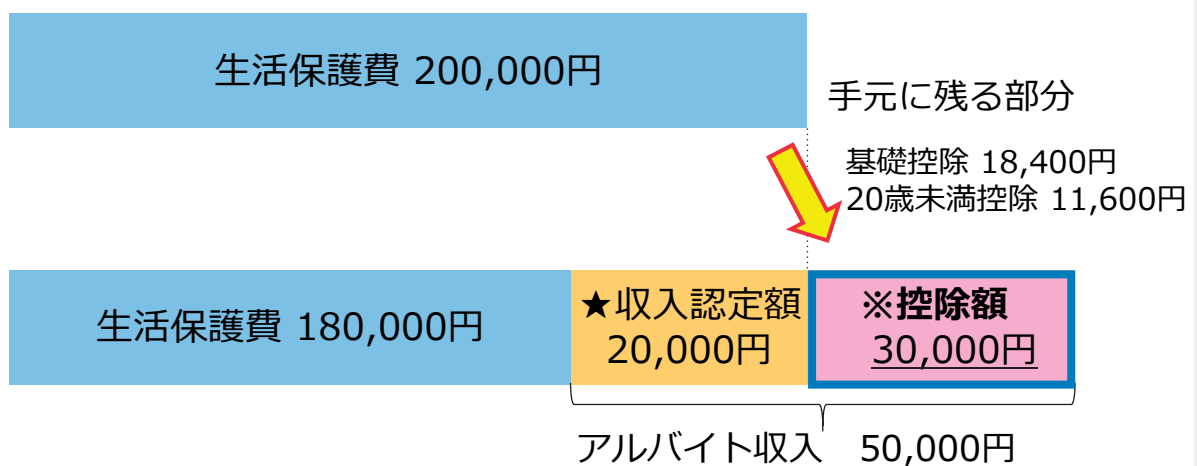 生活保護費 200,000円
手元に残る部分
基礎控除 18,400円
20歳未満控除 11,600円
生活保護費 180,000円
★収入認定額
20,000円
※控除額
30,000円
アルバイト収入 50,000円